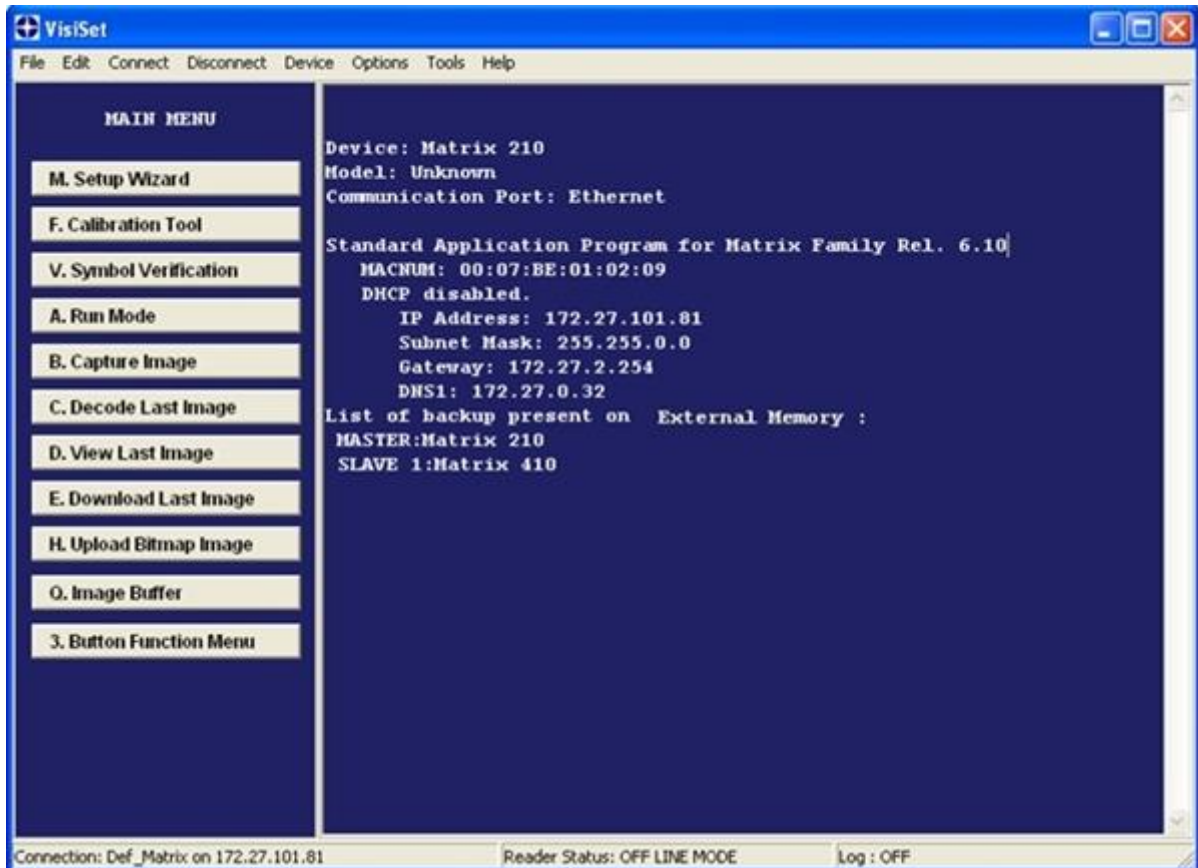 VisiSet
File Edit Connect Disconnect Device Options Tools Help
MAIN MENU
M. Setup Wizard
F. Calibration Tool
V. Symbol Verification
A. Run Mode
B. Capture Image
C. Decode Last Image
D. View Last Image
E. Download Last Image
H. Upload Bitmap Image
Q. Image Buffer
3. Button Function Menu
Device: Matrix 210
Model: Unknown
Communication Port: Ethernet
Standard Application Program for Matrix Family Rel. 6.10
MACNUM: 00:07:BE:01:02:09
DHCP disabled.
IP Address: 172.27.101.81
Subnet Mask: 255.255.0.0
Gateway: 172.27.2.254
DNS1: 172.27.0.32
List of backup present on External Memory :
MASTER:Matrix 210
SLAVE 1:Matrix 410
Connection: Def_Matrix on 172.27.101.81 Reader Status: OFF LINE MODE Log : OFF